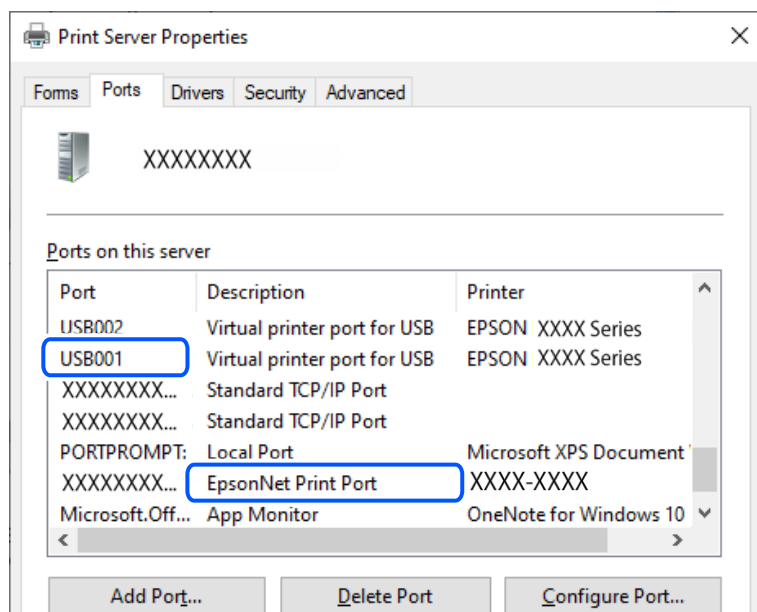 Print Server Properties
Forms Ports Drivers Security Advanced
XXXXXXXX
Ports on this server
Port Description Printer
USB002 Virtual printer port for USB EPSON XXXX Series
USB001 Virtual printer port for USB EPSON XXXX Series
XXXXXXXX... Standard TCP/IP Port
XXXXXXXX... Standard TCP/IP Port
PORTPROMPT: Local Port Microsoft XPS Document
XXXXXXXX... EpsonNet Print Port XXXX-XXXX
Microsoft.Off... App Monitor OneNote for Windows 10
Add Port... Delete Port Configure Port...